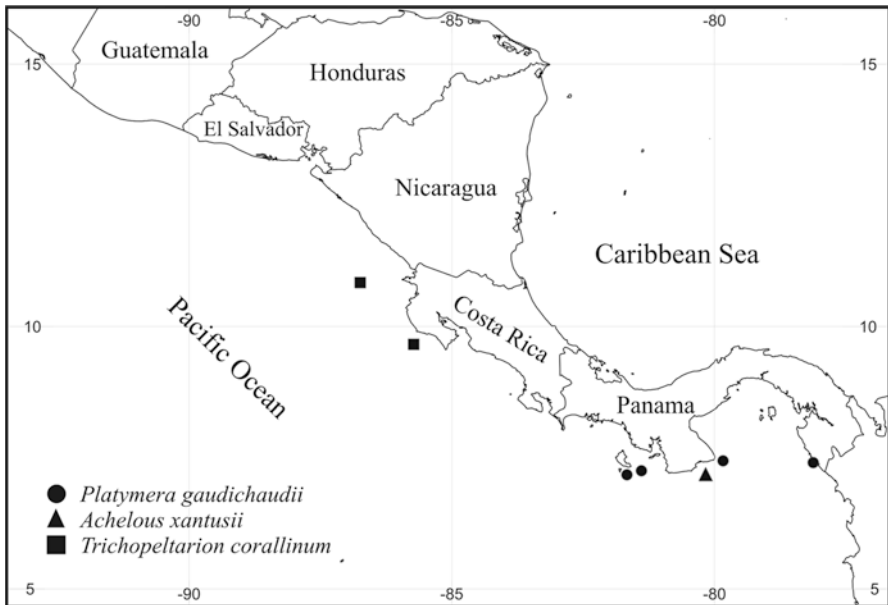 -90 -85 -80
Guatemala
15 15
Honduras
El Salvador
Nicaragua
Caribbean Sea
10 10
Costa Rica
Pacific Ocean
Panama
Platymera gaudichaudii
Achelous xantusii
Trichopeltarion corallinum
5 5
-90 -85 -80